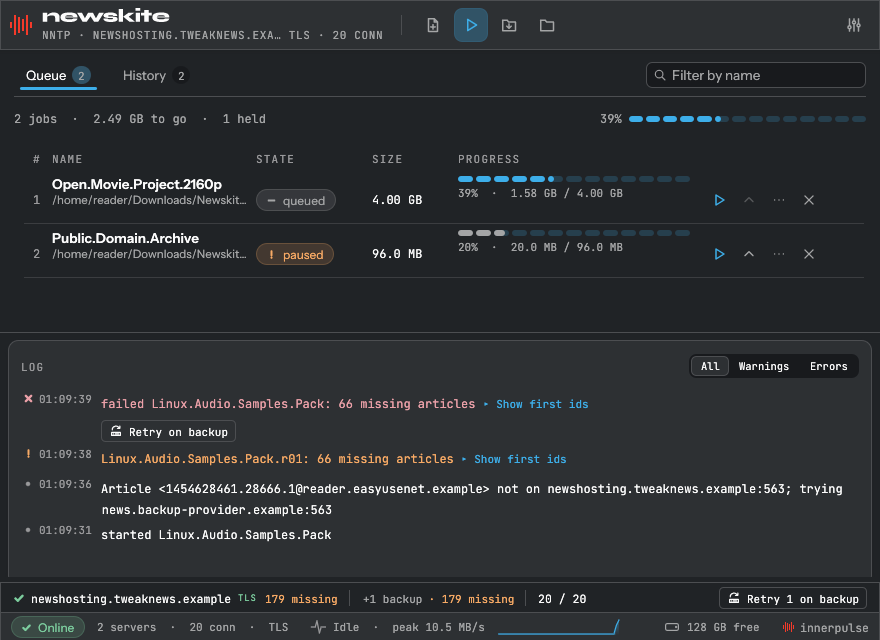 newskite
NNTP · NEWSHOSTING.TWEAKNEWS.EXA… TLS · 20 CONN
Queue 2 History 2
Filter by name
2 jobs · 2.49 GB to go · 1 held 39%
# NAME STATE SIZE PROGRESS
Open.Movie.Project.2160p
1 /home/reader/Downloads/Newskit… queued 4.00 GB 39% · 1.58 GB / 4.00 GB
Public.Domain.Archive
2 /home/reader/Downloads/Newskit… ! paused 96.0 MB 20% · 20.0 MB / 96.0 MB
LOG All Warnings Errors
01:09:39 failed Linux.Audio.Samples.Pack: 66 missing articles ▸ Show first ids
Retry on backup
! 01:09:38 Linux.Audio.Samples.Pack.r01: 66 missing articles ▸ Show first ids
01:09:36 Article <1454628461.28666.1@reader.easyusenet.example> not on newshosting.tweaknews.example:563; trying
news.backup-provider.example:563
01:09:31 started Linux.Audio.Samples.Pack
newshosting.tweaknews.example TLS 179 missing +1 backup · 179 missing 20 / 20 Retry 1 on backup
Online 2 servers · 20 conn · TLS Idle · peak 10.5 MB/s 128 GB free innerpulse